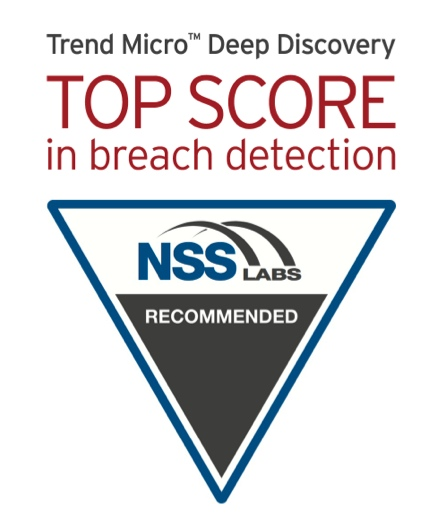 Trend Micro™ Deep Discovery
TOP SCORE
in breach detection
NSS LABS
RECOMMENDED